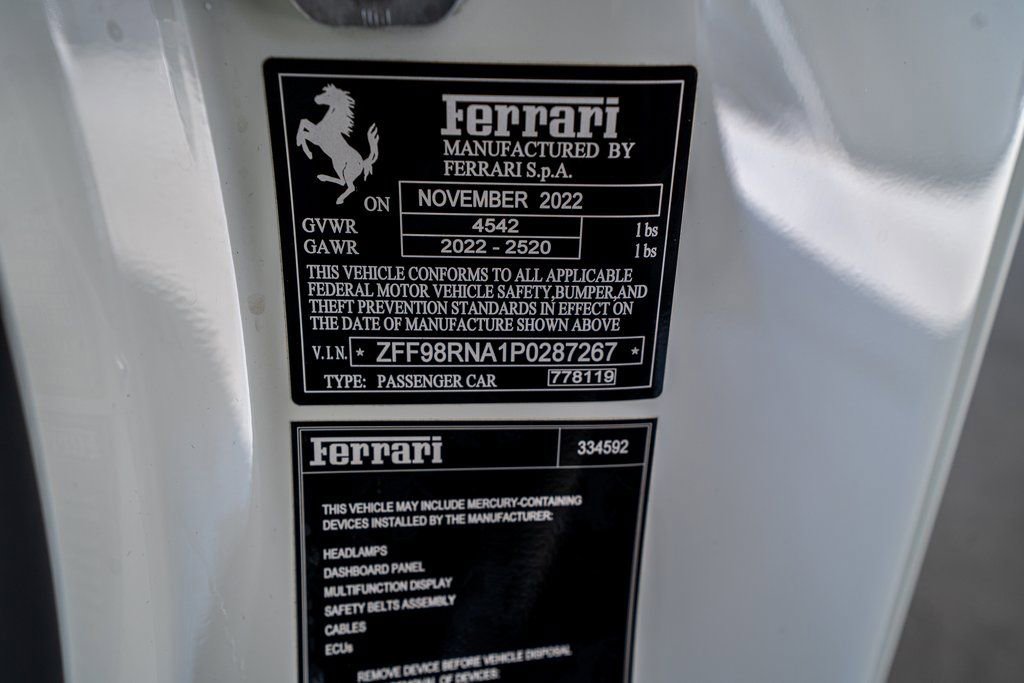 Ferrari
MANUFACTURED BY
FERRARI S.p.A.
ON NOVEMBER 2022
GVWR 4542 lbs
GAWR 2022 - 2520 lbs
THIS VEHICLE CONFORMS TO ALL APPLICABLE
FEDERAL MOTOR VEHICLE SAFETY,BUMPER,AND
THEFT PREVENTION STANDARDS IN EFFECT ON
THE DATE OF MANUFACTURE SHOWN ABOVE
V.I.N. * ZFF98RNA1P0287267 *
TYPE: PASSENGER CAR 778119
Ferrari 334592
THIS VEHICLE MAY INCLUDE MERCURY-CONTAINING
DEVICES INSTALLED BY THE MANUFACTURER:
HEADLAMPS
DASHBOARD PANEL
MULTIFUNCTION DISPLAY
SAFETY BELTS ASSEMBLY
CABLES
ECUs
REMOVE DEVICE BEFORE VEHICLE DISPOSAL
REMOVAL OF DEVICES: